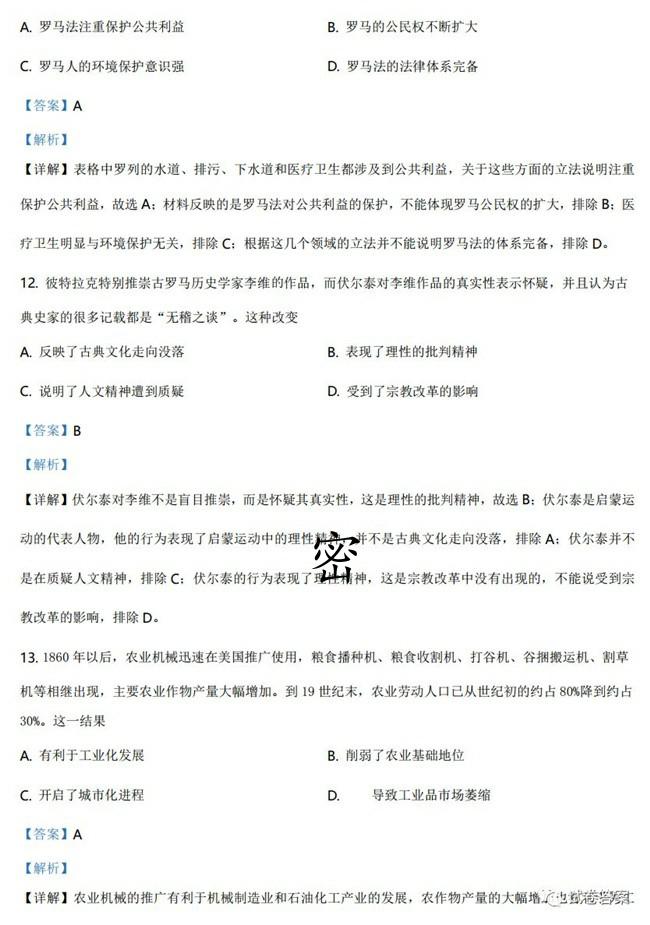 A. 罗马法注重保护公共利益 B. 罗马的公民权不断扩大
C. 罗马人的环境保护意识强 D. 罗马法的法律体系完备
【答案】A
【解析】
【详解】表格中罗列的水道、排污、下水道和医疗卫生都涉及到公共利益，关于这些方面的立法说明注重
保护公共利益，故选 A；材料反映的是罗马法对公共利益的保护，不能体现罗马公民权的扩大，排除 B；医
疗卫生明显与环境保护无关，排除 C；根据这几个领域的立法并不能说明罗马法的体系完备，排除 D。
12. 彼特拉克特别推崇古罗马历史学家李维的作品，而伏尔泰对李维作品的真实性表示怀疑，并且认为古
典史家的很多记载都是“无稽之谈”。这种改变
A. 反映了古典文化走向没落 B. 表现了理性的批判精神
C. 说明了人文精神遭到质疑 D. 受到了宗教改革的影响
【答案】B
【解析】
【详解】伏尔泰对李维不是盲目推崇，而是怀疑其真实性，这是理性的批判精神，故选 B；伏尔泰是启蒙运
动的代表人物，他的行为表现了启蒙运动中的理性精神，并不是古典文化走向没落，排除 A；伏尔泰并不
密
是在质疑人文精神，排除 C；伏尔泰的行为表现了理性精神，这是宗教改革中没有出现的，不能说受到宗
教改革的影响，排除 D。
13. 1860 年以后，农业机械迅速在美国推广使用，粮食播种机、粮食收割机、打谷机、谷捆搬运机、割草
机等相继出现，主要农业作物产量大幅增加。到 19 世纪末，农业劳动人口已从世纪初的约占 80%降到约占
30%。这一结果
A. 有利于工业化发展 B. 削弱了农业基础地位
C. 开启了城市化进程 D. 导致工业品市场萎缩
【答案】A
【解析】
【详解】农业机械的推广有利于机械制造业和石油化工产业的发展，农作物产量的大幅增
试卷答案